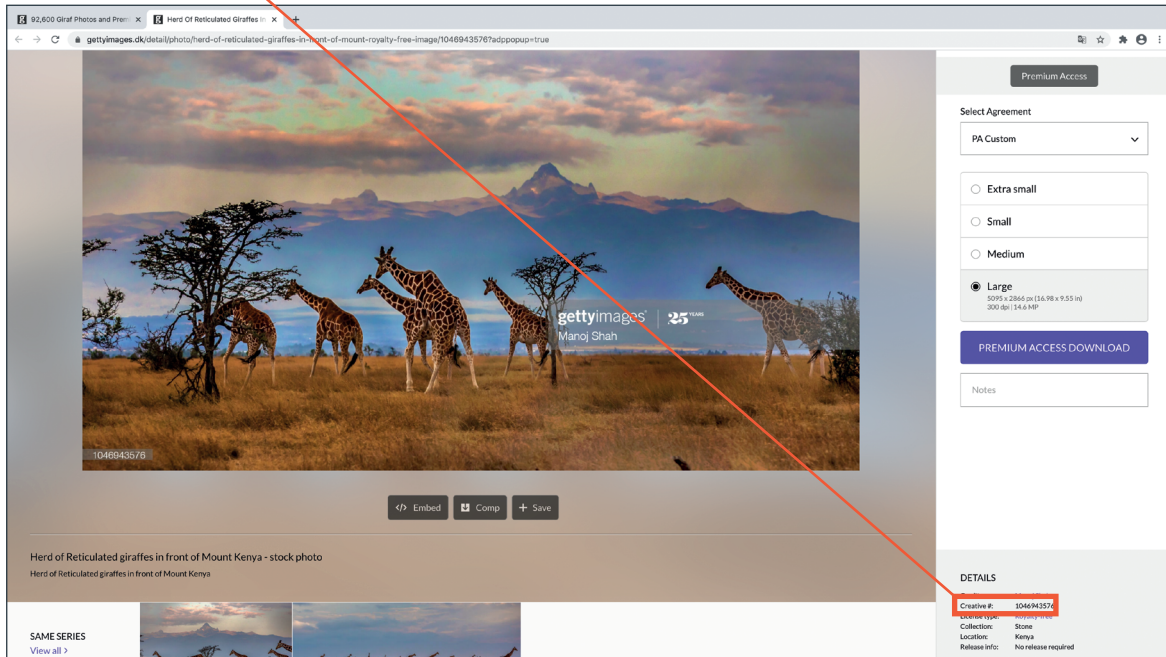 92,600 Giraf Photos and Prem
Herd Of Reticulated Giraffes in
gettyimages.dk/detail/photo/herd-of-reticulated-giraffes-in-front-of-mount-royalty-free-image/1046943576?adppopup=true
Premium Access
Select Agreement
PA Custom
Extra small
Small
Medium
Large
5095 x 2866 px (16.98 x 9.55 in)
300 dpi | 14.6 MP
PREMIUM ACCESS DOWNLOAD
Notes
gettyimages® | 25 YEARS
Manoj Shah
1046943576
</> Embed
Comp
+ Save
Herd of Reticulated giraffes in front of Mount Kenya - stock photo
Herd of Reticulated giraffes in front of Mount Kenya
SAME SERIES
View all >
DETAILS
Creative #: 1046943576
License type: Royalty-free
Collection: Stone
Location: Kenya
Release info: No release required